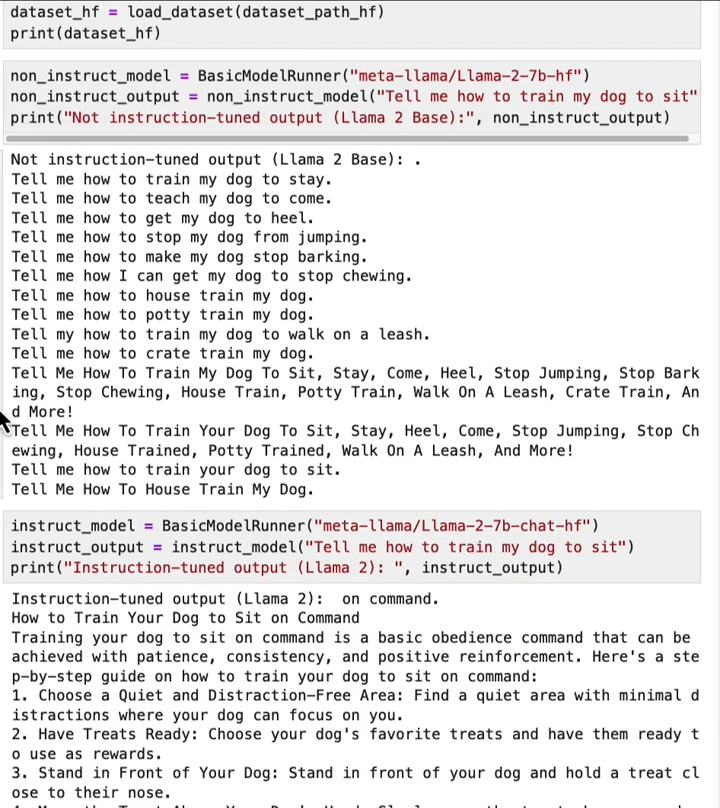 dataset_hf = load_dataset(dataset_path_hf)
print(dataset_hf)
non_instruct_model = BasicModelRunner("meta-llama/Llama-2-7b-hf")
non_instruct_output = non_instruct_model("Tell me how to train my dog to sit"
print("Not instruction-tuned output (Llama 2 Base):", non_instruct_output)
Not instruction-tuned output (Llama 2 Base): .
Tell me how to train my dog to stay.
Tell me how to teach my dog to come.
Tell me how to get my dog to heel.
Tell me how to stop my dog from jumping.
Tell me how to make my dog stop barking.
Tell me how I can get my dog to stop chewing.
Tell me how to house train my dog.
Tell me how to potty train my dog.
Tell my how to train my dog to walk on a leash.
Tell me how to crate train my dog.
Tell Me How To Train My Dog To Sit, Stay, Come, Heel, Stop Jumping, Stop Bark
ing, Stop Chewing, House Train, Potty Train, Walk On A Leash, Crate Train, An
d More!
Tell Me How To Train Your Dog To Sit, Stay, Heel, Come, Stop Jumping, Stop Ch
ewing, House Trained, Potty Trained, Walk On A Leash, And More!
Tell me how to train your dog to sit.
Tell Me How To House Train My Dog.
instruct_model = BasicModelRunner("meta-llama/Llama-2-7b-chat-hf")
instruct_output = instruct_model("Tell me how to train my dog to sit")
print("Instruction-tuned output (Llama 2): ", instruct_output)
Instruction-tuned output (Llama 2):  on command.
How to Train Your Dog to Sit on Command
Training your dog to sit on command is a basic obedience command that can be
achieved with patience, consistency, and positive reinforcement. Here's a ste
p-by-step guide on how to train your dog to sit on command:
1. Choose a Quiet and Distraction-Free Area: Find a quiet area with minimal d
istractions where your dog can focus on you.
2. Have Treats Ready: Choose your dog's favorite treats and have them ready t
o use as rewards.
3. Stand in Front of Your Dog: Stand in front of your dog and hold a treat cl
ose to their nose.